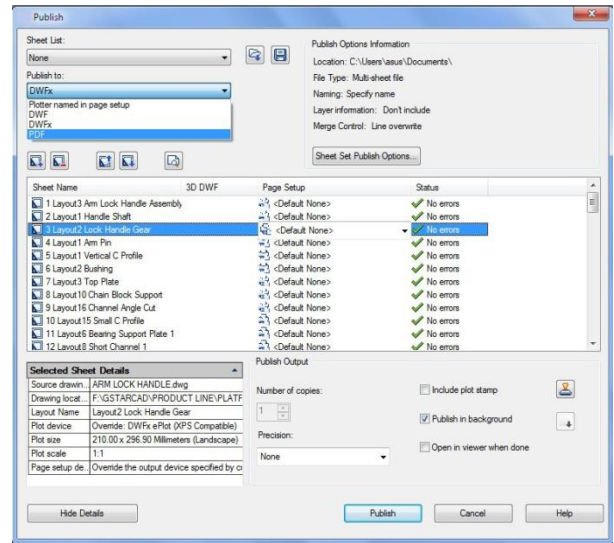 Publish
Sheet List:
None
Publish to:
DWFx
Plotter named in page setup
DWF
DWFx
PDF
Publish Options Information
Location: C:\Users\asus\Documents\
File Type: Multi-sheet file
Naming: Specify name
Layer information: Don't include
Merge Control: Line overwrite
Sheet Set Publish Options...
Sheet Name 3D DWF Page Setup Status
1 Layout3 Arm Lock Handle Assembly <Default None> No errors
2 Layout1 Handle Shaft <Default None> No errors
3 Layout2 Lock Handle Gear <Default None> No errors
4 Layout1 Arm Pin <Default None> No errors
5 Layout1 Vertical C Profile <Default None> No errors
6 Layout2 Bushing <Default None> No errors
7 Layout3 Top Plate <Default None> No errors
8 Layout10 Chain Block Support <Default None> No errors
9 Layout16 Channel Angle Cut <Default None> No errors
10 Layout15 Small C Profile <Default None> No errors
11 Layout6 Bearing Support Plate 1 <Default None> No errors
12 Layout8 Short Channel 1 <Default None> No errors
Selected Sheet Details
Source drawin... ARM LOCK HANDLE.dwg
Drawing locat... F:\GSTARCAD\PRODUCT LINE\PLATF
Layout Name Layout2 Lock Handle Gear
Plot device Override: DWFx ePlot (XPS Compatible)
Plot size 210.00 x 296.90 Millimeters (Landscape)
Plot scale 1:1
Page setup de... Override the output device specified by c
Publish Output
Number of copies:
1
Precision:
None
Include plot stamp
Publish in background
Open in viewer when done
Hide Details
Publish
Cancel
Help